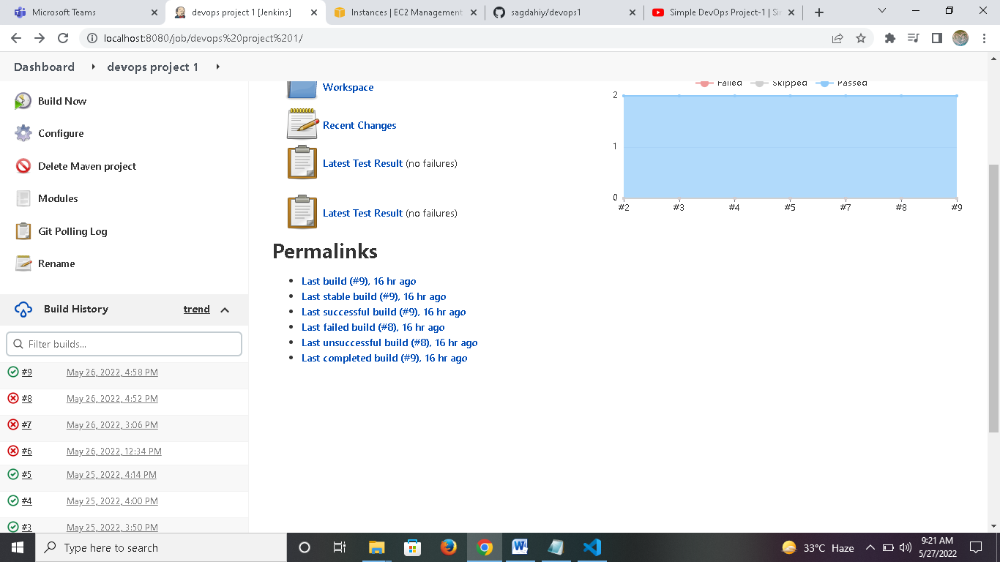 Microsoft Teams
devops project 1 [Jenkins]
Instances | EC2 Management
sagdahiy/devops1
Simple DevOps Project-1 | Sir
localhost:8080/job/devops%20project%201/
Dashboard
devops project 1
Build Now
Configure
Delete Maven project
Modules
Git Polling Log
Rename
Build History
trend
Filter builds...
#9 May 26, 2022, 4:58 PM
#8 May 26, 2022, 4:52 PM
#7 May 26, 2022, 3:06 PM
#6 May 26, 2022, 12:34 PM
#5 May 25, 2022, 4:14 PM
#4 May 25, 2022, 4:00 PM
#3 May 25, 2022, 3:50 PM
Workspace
Recent Changes
Latest Test Result (no failures)
Latest Test Result (no failures)
Permalinks
Last build (#9), 16 hr ago
Last stable build (#9), 16 hr ago
Last successful build (#9), 16 hr ago
Last failed build (#8), 16 hr ago
Last unsuccessful build (#8), 16 hr ago
Last completed build (#9), 16 hr ago
Failed Skipped Passed
2
1
0
#2 #3 #4 #5 #7 #8 #9
Type here to search
33°C Haze
9:21 AM
5/27/2022